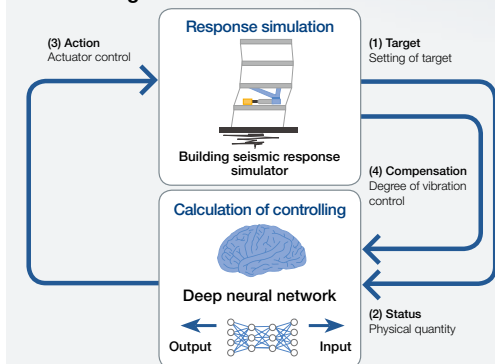 Response simulation
(3) Action
Actuator control
(1) Target
Setting of target
Building seismic response
simulator
(4) Compensation
Degree of vibration
control
Calculation of controlling
Deep neural network
Output
Input
(2) Status
Physical quantity